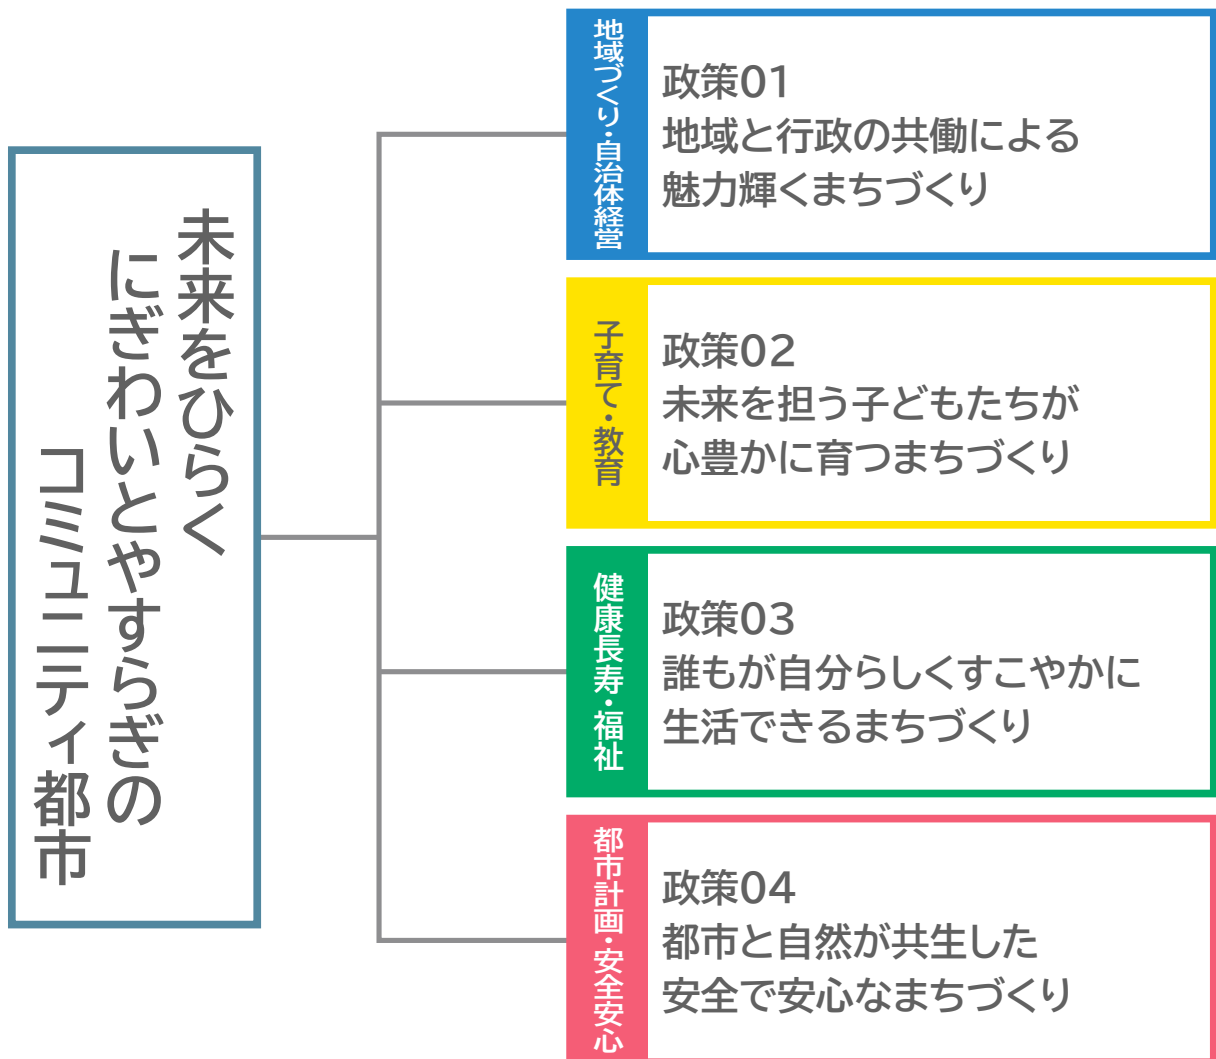 未来をひらく
にぎわいとやすらぎの
コミュニティ都市
地域づくり・自治体経営
政策01
地域と行政の共働による
魅力輝くまちづくり
子育て・教育
政策02
未来を担う子どもたちが
心豊かに育つまちづくり
健康長寿・福祉
政策03
誰もが自分らしくすこやかに
生活できるまちづくり
都市計画・安全安心
政策04
都市と自然が共生した
安全で安心なまちづくり